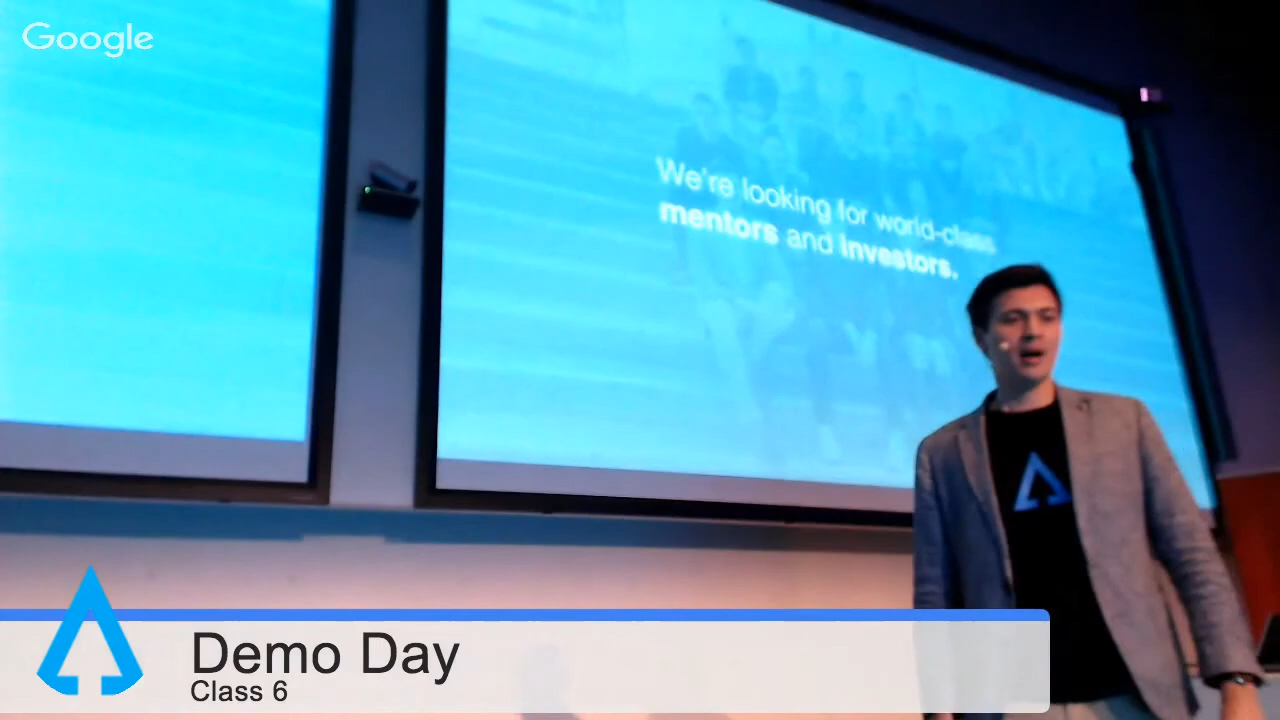 Google
We're looking for world-class
mentors and investors.
Demo Day
Class 6